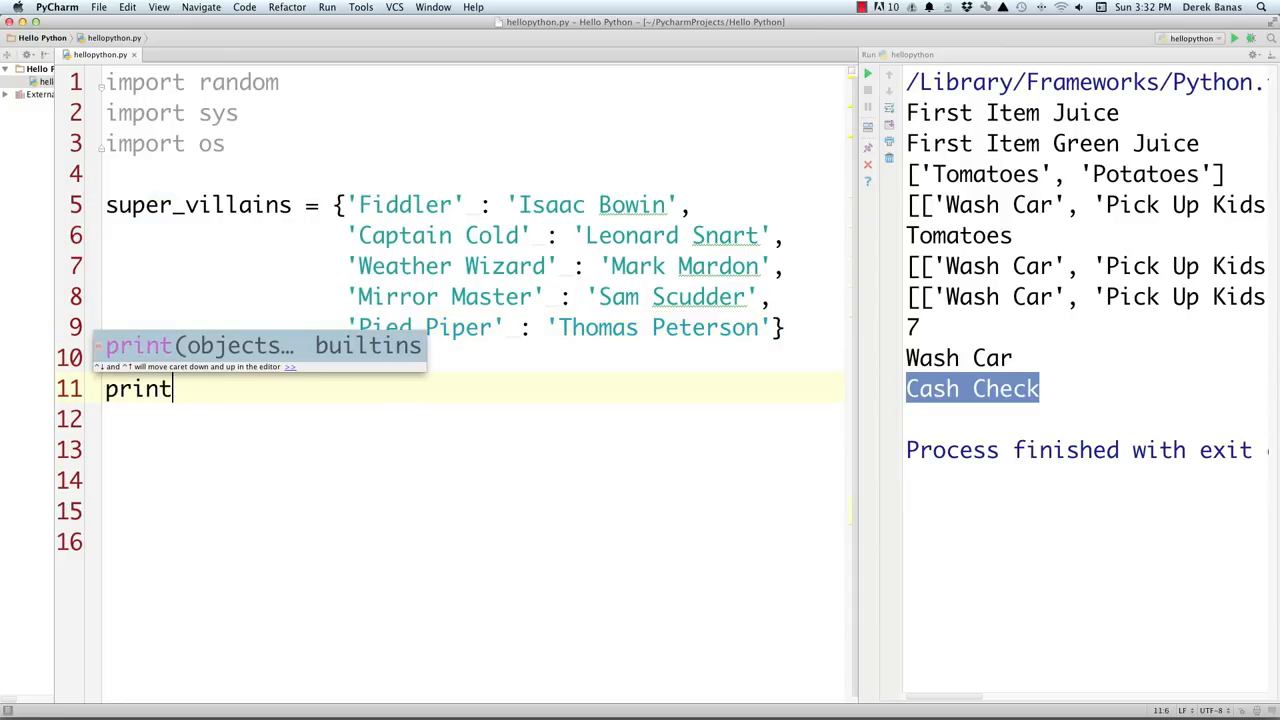 PyCharm File Edit View Navigate Code Refactor Run Tools VCS Window Help 10 Sun 3:32 PM Derek Banas
hellopython.py – Hello Python – [~/PycharmProjects/Hello Python]
Hello Python hellopython.py hellopython
hellopython.py
Run hellopython
Hello P
hell
Extern
1 import random
2 import sys
3 import os
4
5 super_villains = {'Fiddler' : 'Isaac Bowin',
6 'Captain Cold' : 'Leonard Snart',
7 'Weather Wizard' : 'Mark Mardon',
8 'Mirror Master' : 'Sam Scudder',
9 'Pied Piper' : 'Thomas Peterson'}
print(objects… builtins
^↓ and ^↑ will move caret down and up in the editor >>
10
11 print
12
13
14
15
16
/Library/Frameworks/Python.
First Item Juice
First Item Green Juice
['Tomatoes', 'Potatoes']
[['Wash Car', 'Pick Up Kids
Tomatoes
[['Wash Car', 'Pick Up Kids
[['Wash Car', 'Pick Up Kids
7
Wash Car
Cash Check
Process finished with exit
11:6 LF UTF-8